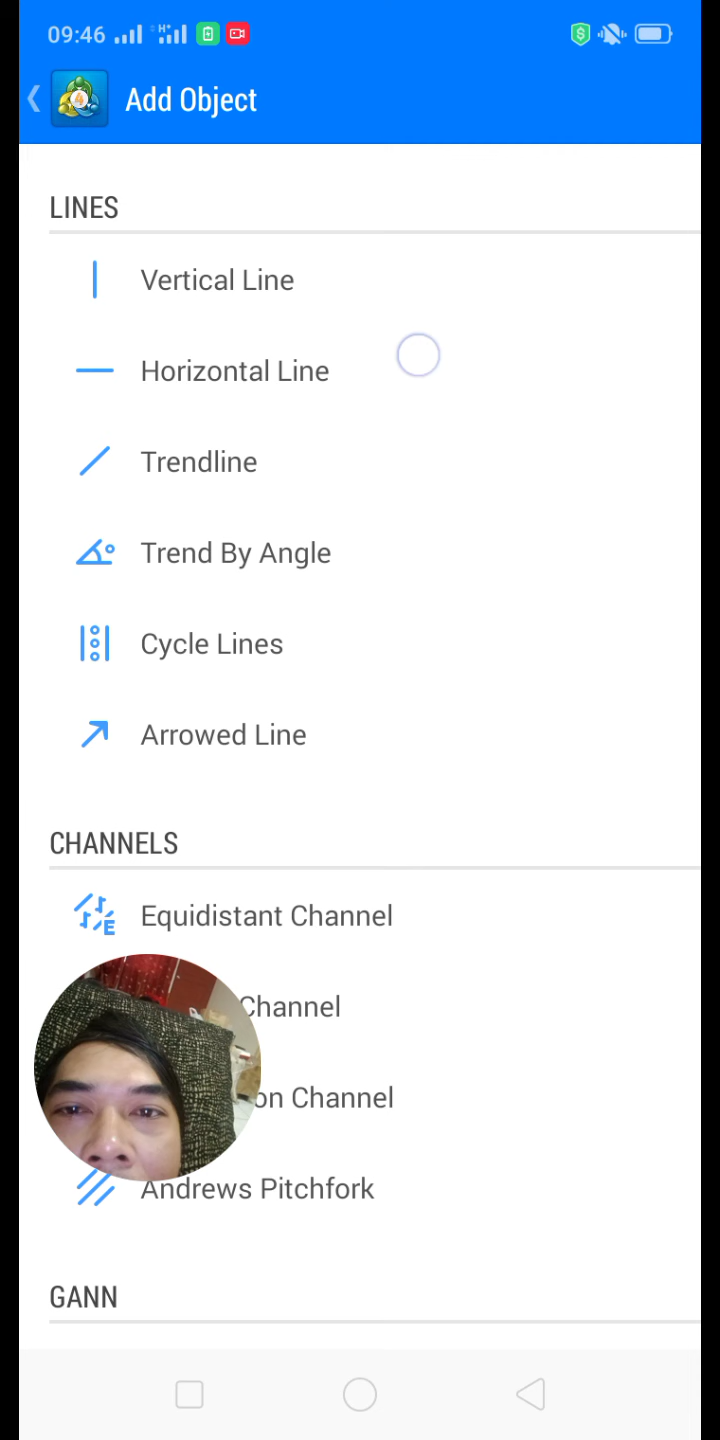 09:46
Add Object
LINES
Vertical Line
Horizontal Line
Trendline
Trend By Angle
Cycle Lines
Arrowed Line
CHANNELS
Equidistant Channel
Channel
on Channel
Andrews Pitchfork
GANN